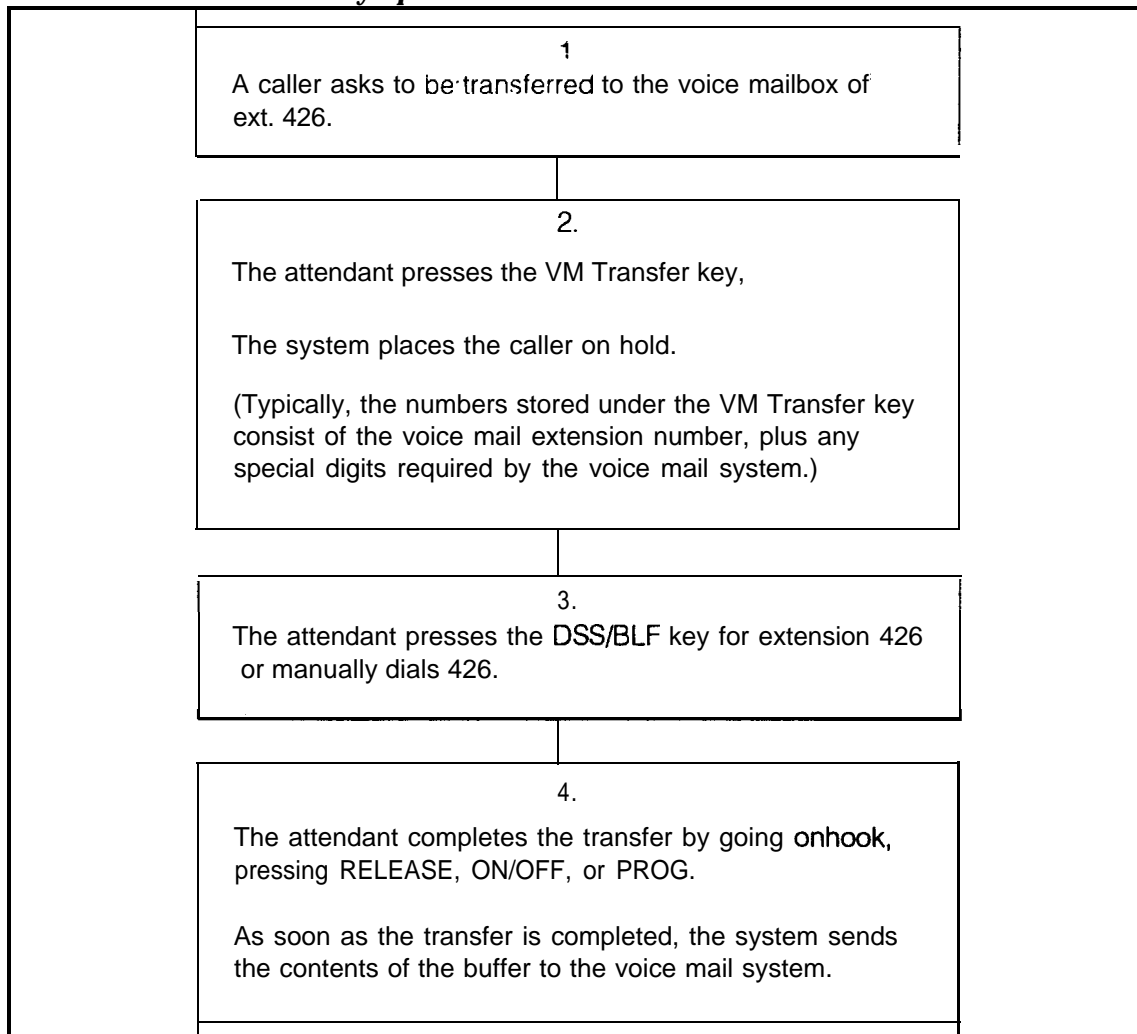 1
A caller asks to be transferred to the voice mailbox of
ext. 426.
2.
The attendant presses the VM Transfer key,
The system places the caller on hold.
(Typically, the numbers stored under the VM Transfer key
consist of the voice mail extension number, plus any
special digits required by the voice mail system.)
3.
The attendant presses the DSS/BLF key for extension 426
or manually dials 426.
4.
The attendant completes the transfer by going onhook,
pressing RELEASE, ON/OFF, or PROG.
As soon as the transfer is completed, the system sends
the contents of the buffer to the voice mail system.